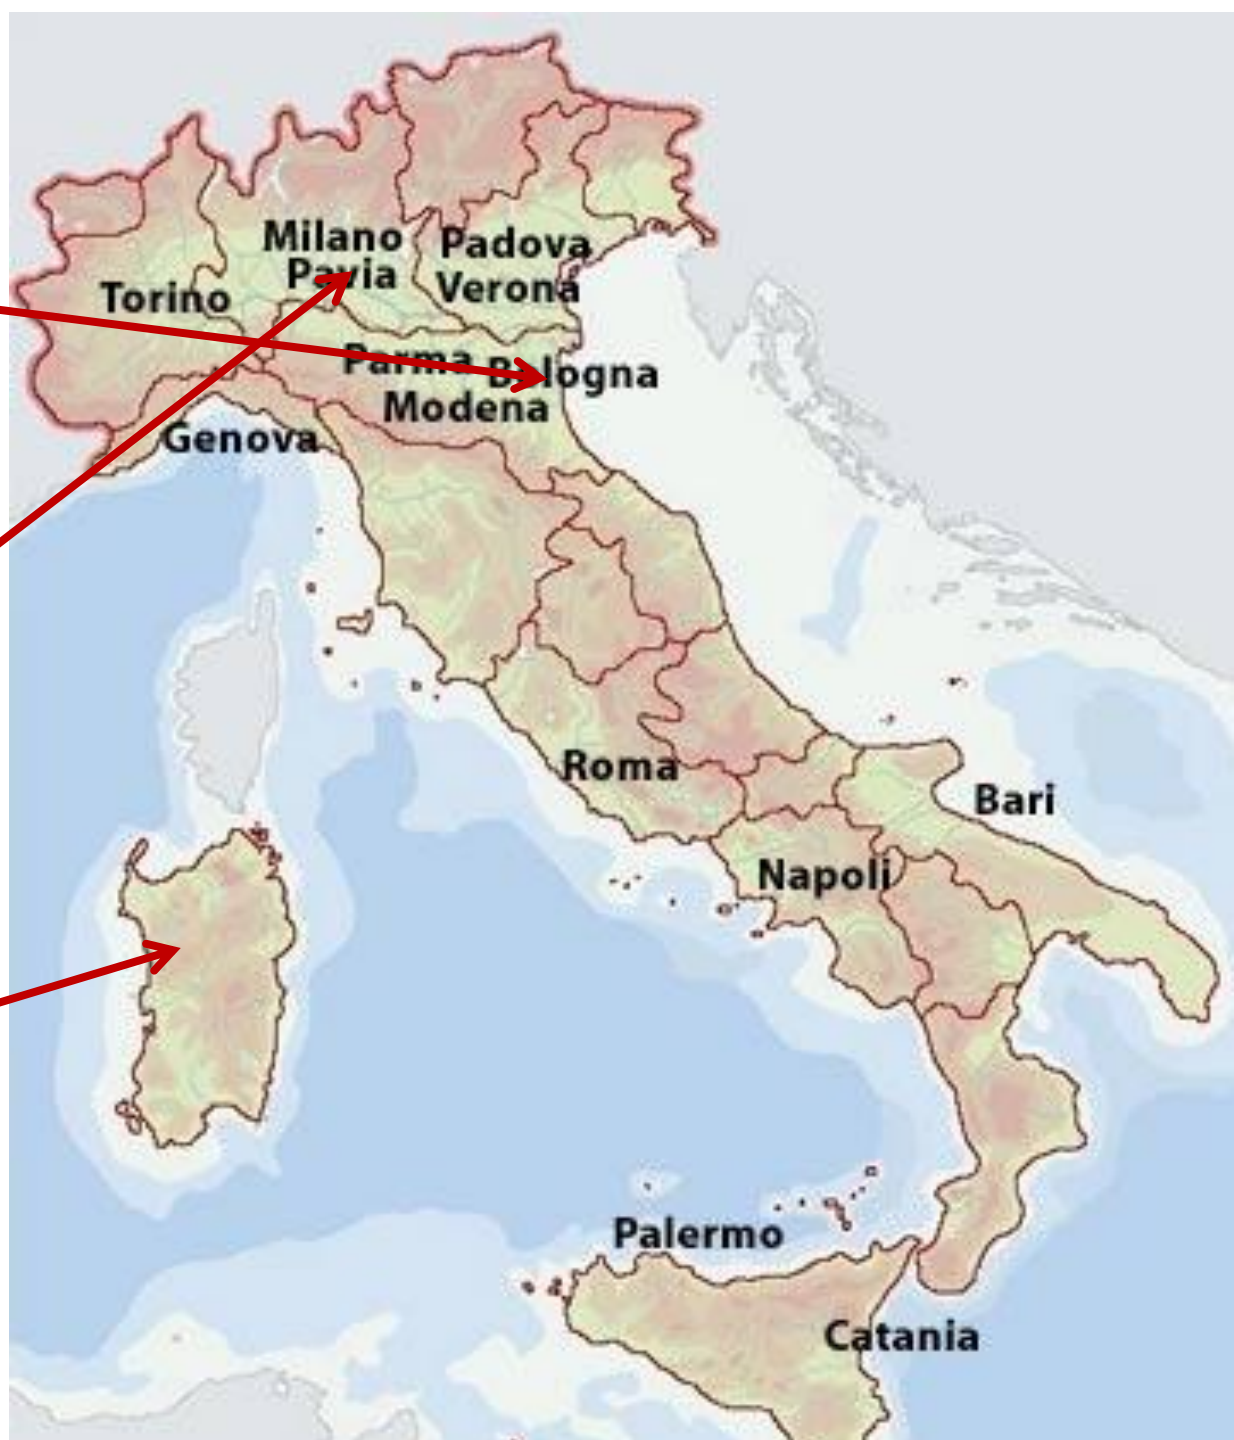 Milano
Padova
Pavia
Verona
Torino
Parma
Bologna
Modena
Genova
Roma
Bari
Napoli
Palermo
Catania